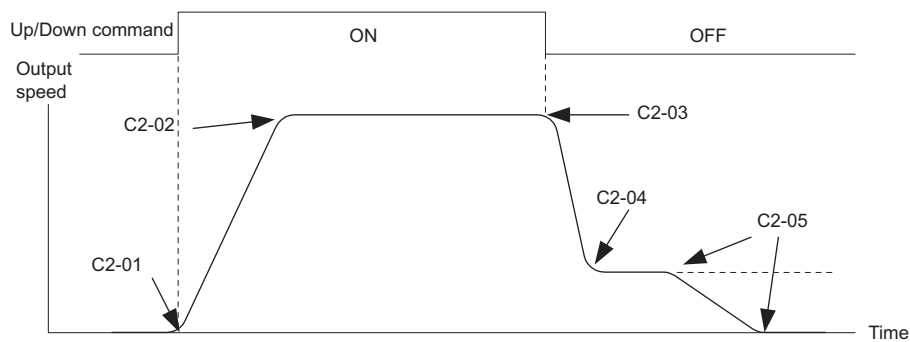 Up/Down command
ON
OFF
Output
speed
C2-02
C2-03
C2-04
C2-05
C2-01
Time